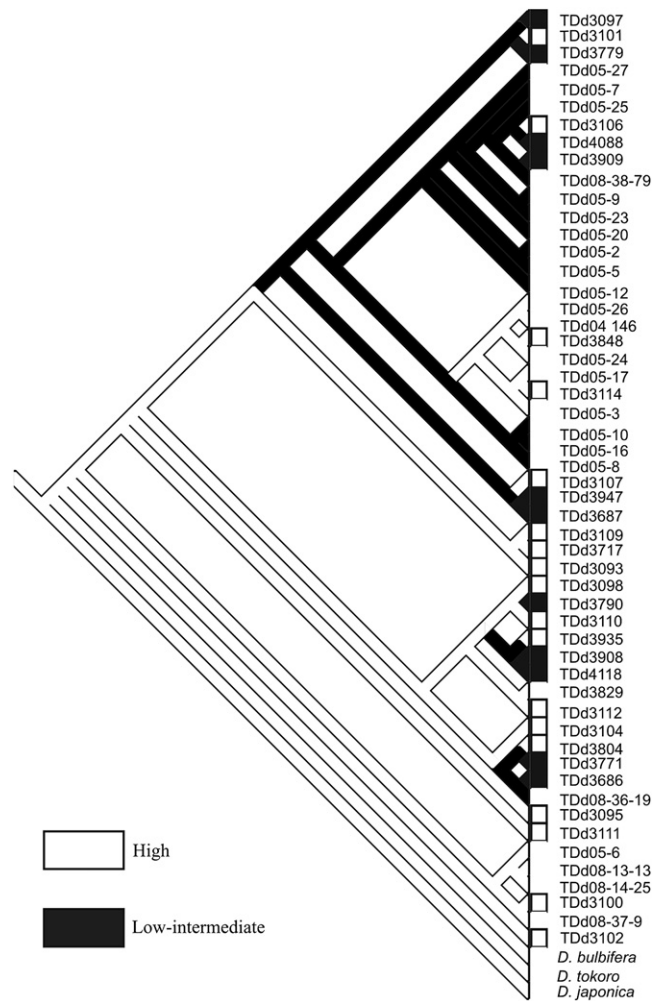 TDd3097
TDd3101
TDd3779
TDd05-27
TDd05-7
TDd05-25
TDd3106
TDd4088
TDd3909
TDd08-38-79
TDd05-9
TDd05-23
TDd05-20
TDd05-2
TDd05-5
TDd05-12
TDd05-26
TDd04 146
TDd3848
TDd05-24
TDd05-17
TDd3114
TDd05-3
TDd05-10
TDd05-16
TDd05-8
TDd3107
TDd3947
TDd3687
TDd3109
TDd3717
TDd3093
TDd3098
TDd3790
TDd3110
TDd3935
TDd3908
TDd4118
TDd3829
TDd3112
TDd3104
TDd3804
TDd3771
TDd3686
TDd08-36-19
TDd3095
TDd3111
TDd05-6
TDd08-13-13
TDd08-14-25
TDd3100
TDd08-37-9
TDd3102
D. bulbifera
D. tokoro
D. japonica
High
Low-intermediate